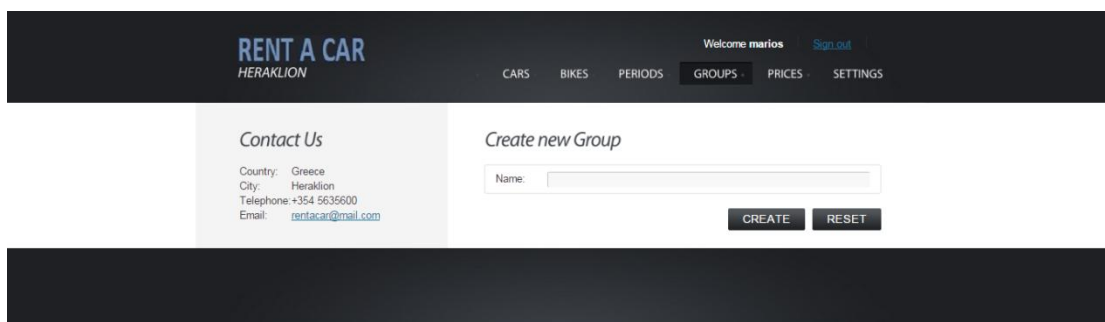 RENT A CAR
HERAKLION
Welcome marios Sign out
CARS BIKES PERIODS GROUPS PRICES SETTINGS
Contact Us
Country: Greece
City: Heraklion
Telephone:+354 5635600
Email: rentacar@mail.com
Create new Group
Name:
CREATE RESET